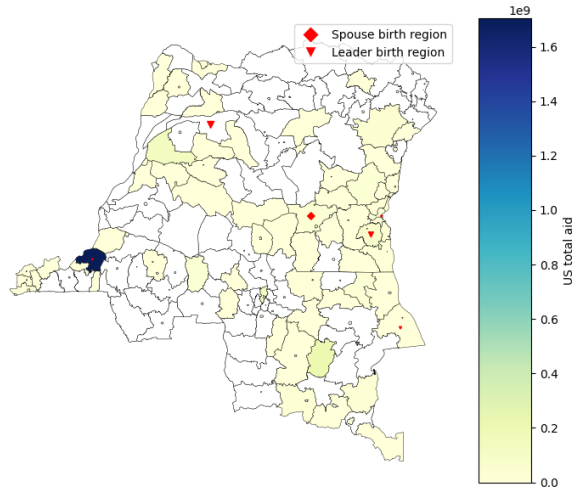 1e9
Spouse birth region
Leader birth region
1.6
1.4
1.2
1.0
0.8
0.6
0.4
0.2
0.0
US total aid